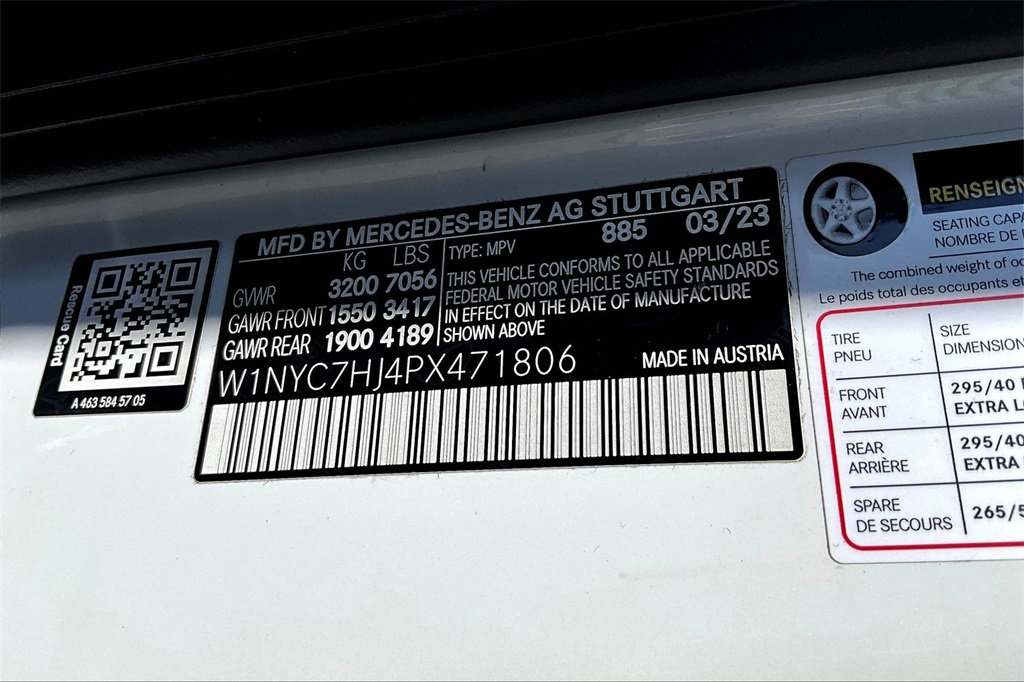 Rescue Card
A 463 584 57 05
MFD BY MERCEDES-BENZ AG STUTTGART
KG LBS
GVWR 3200 7056
GAWR FRONT 1550 3417
GAWR REAR 1900 4189
TYPE: MPV 885 03/23
THIS VEHICLE CONFORMS TO ALL APPLICABLE
FEDERAL MOTOR VEHICLE SAFETY STANDARDS
IN EFFECT ON THE DATE OF MANUFACTURE
SHOWN ABOVE
W1NYC7HJ4PX471806
MADE IN AUSTRIA
RENSEIGN
SEATING CAPA
NOMBRE DE
The combined weight of oc
Le poids total des occupants et
TIRE
PNEU
SIZE
DIMENSION
FRONT
AVANT
295/40
EXTRA L
REAR
ARRIÈRE
295/40
EXTRA
SPARE
DE SECOURS
265/5